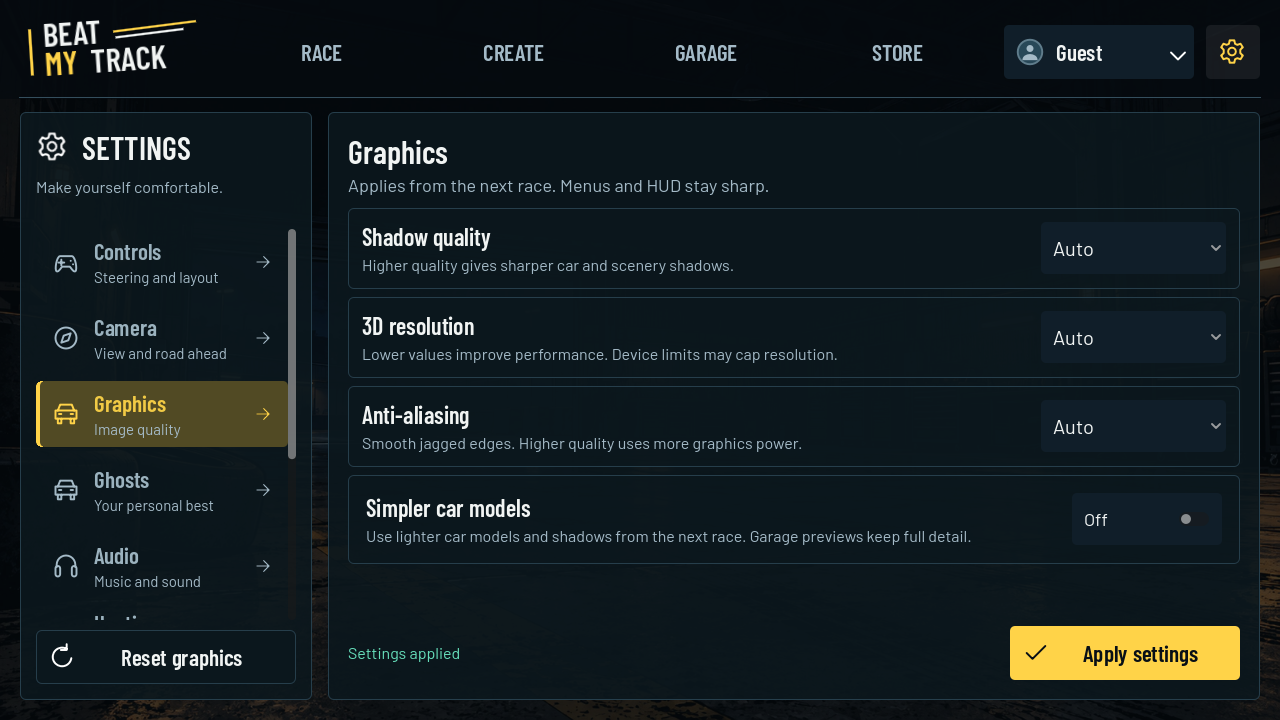 BEAT
MY TRACK
RACE
CREATE
GARAGE
STORE
Guest
SETTINGS
Make yourself comfortable.
Controls
Steering and layout
Camera
View and road ahead
Graphics
Image quality
Ghosts
Your personal best
Audio
Music and sound
Reset graphics
Graphics
Applies from the next race. Menus and HUD stay sharp.
Shadow quality
Higher quality gives sharper car and scenery shadows.
Auto
3D resolution
Lower values improve performance. Device limits may cap resolution.
Auto
Anti-aliasing
Smooth jagged edges. Higher quality uses more graphics power.
Auto
Simpler car models
Use lighter car models and shadows from the next race. Garage previews keep full detail.
Off
Settings applied
Apply settings